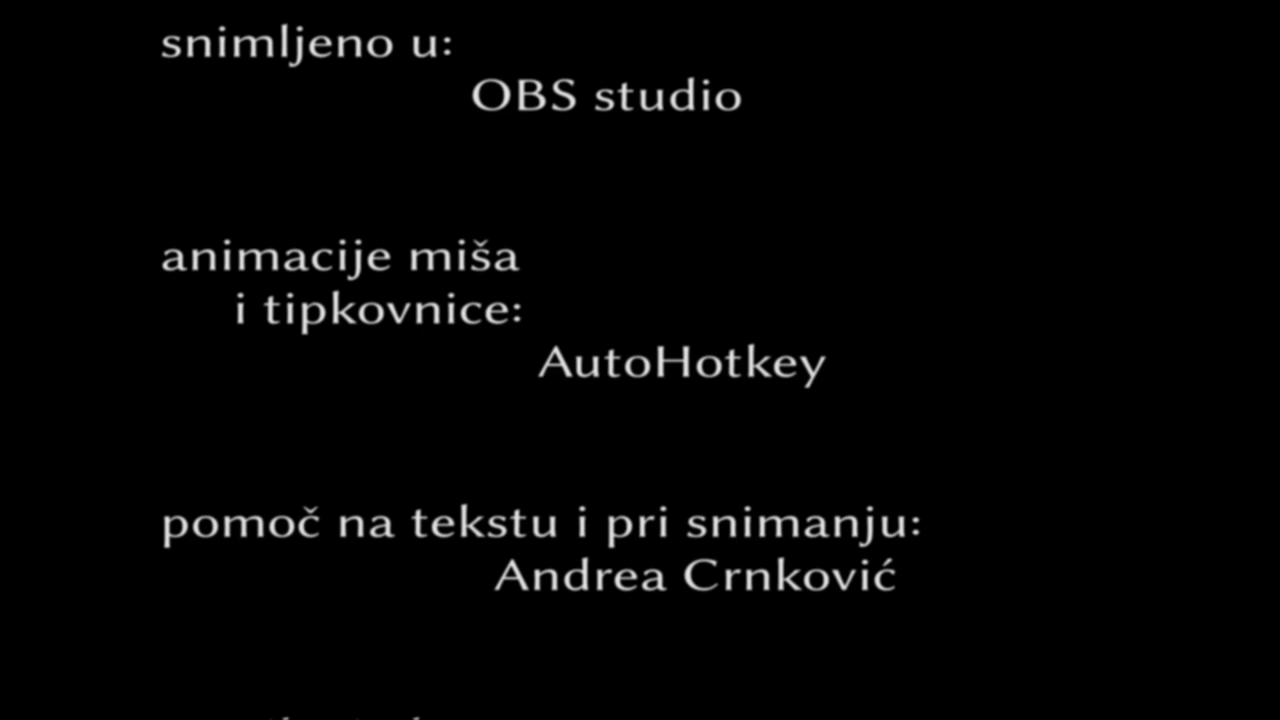 snimljeno u:
OBS studio
animacije miša
i tipkovnice:
AutoHotkey
pomoč na tekstu i pri snimanju:
Andrea Crnković